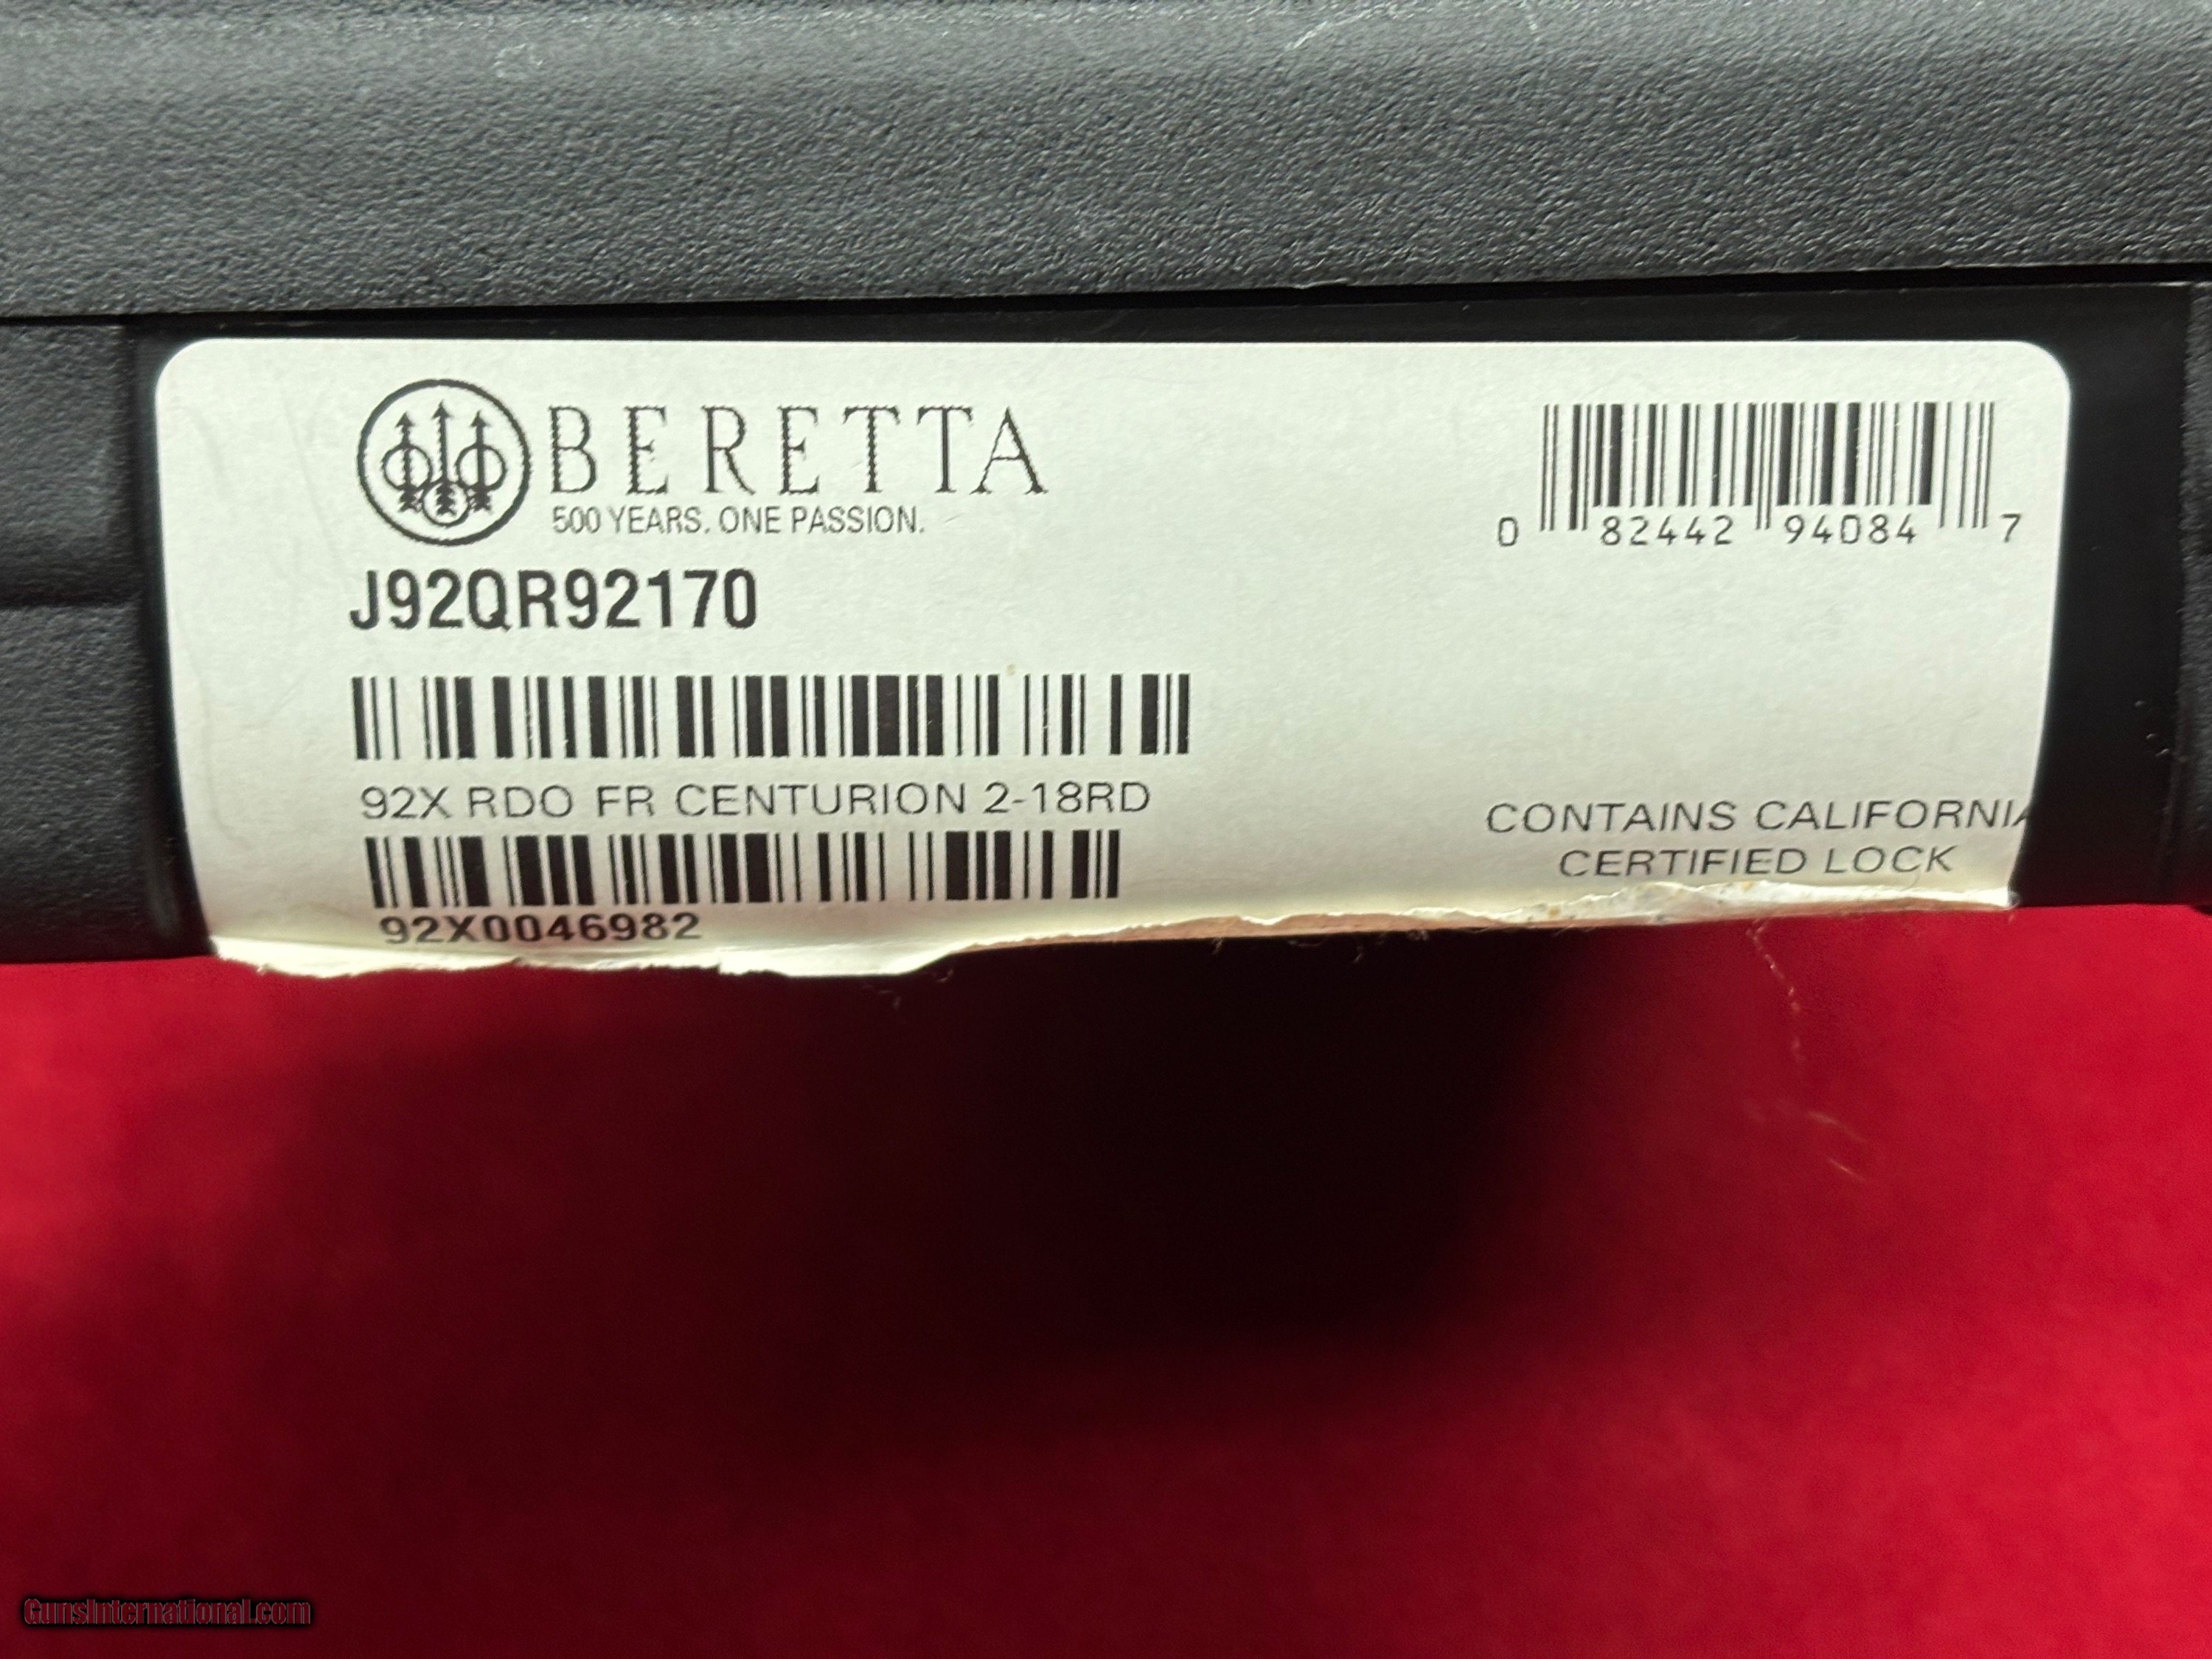 BERETTA
500 YEARS. ONE PASSION.
J92QR92170
92X RDO FR CENTURION 2-18RD
92X0046982
0 82442 94084 7
CONTAINS CALIFORNIA
CERTIFIED LOCK
GunsInternational.com